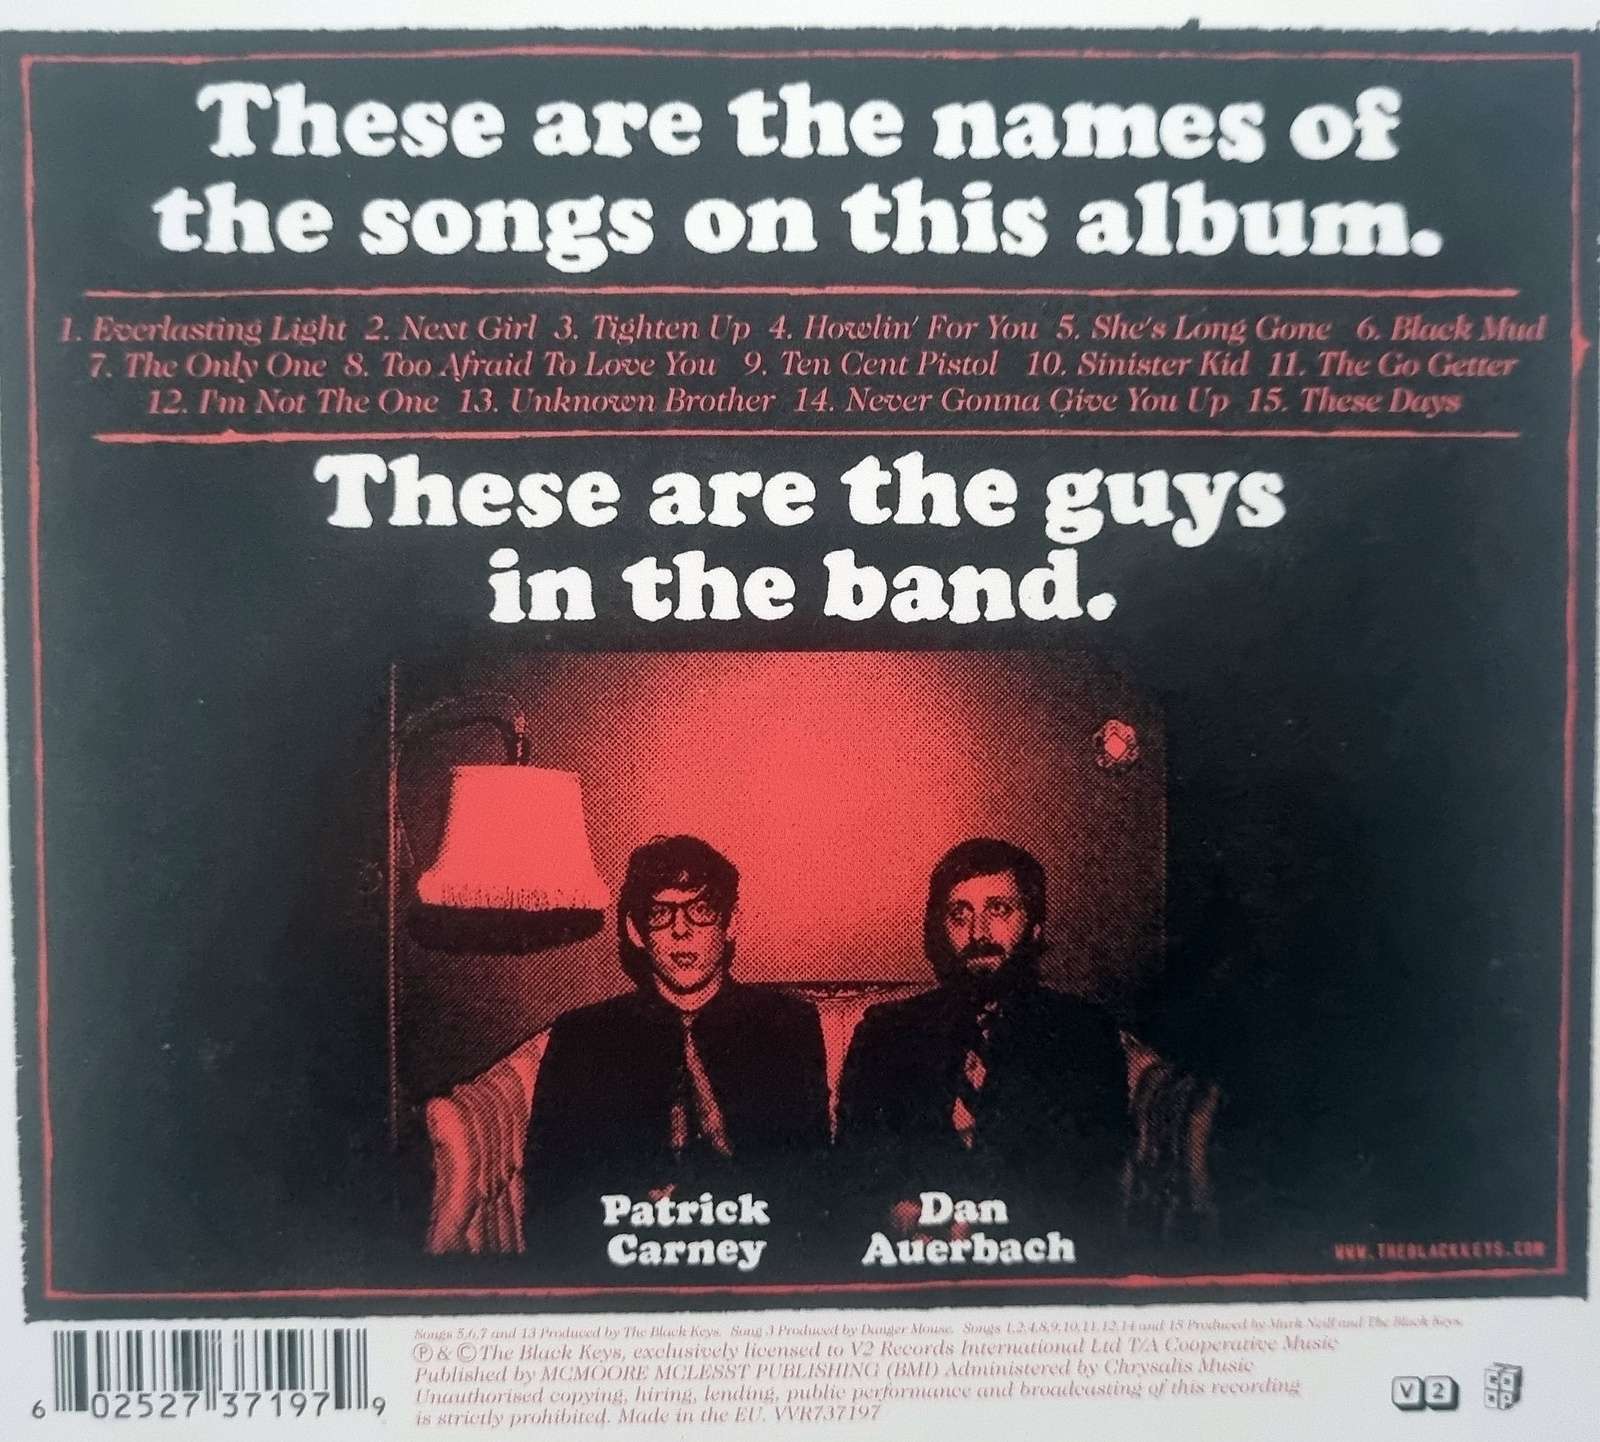 These are the names of
the songs on this album.
1. Everlasting Light 2. Next Girl 3. Tighten Up 4. Howlin' For You 5. She's Long Gone 6. Black Mud
7. The Only One 8. Too Afraid To Love You 9. Ten Cent Pistol 10. Sinister Kid 11. The Go Getter
12. I'm Not The One 13. Unknown Brother 14. Never Gonna Give You Up 15. These Days
These are the guys
in the band.
Patrick Carney
Dan Auerbach
WWW.THEBLACKKEYS.COM
Songs 5,6,7 and 13 Produced by The Black Keys. Song 3 Produced by Danger Mouse. Songs 1,2,4,8,9,10,11,12,14 and 15 Produced by Mark Neill and The Black Keys.
Ⓟ & © The Black Keys, exclusively licensed to V2 Records International Ltd T/A Cooperative Music
Published by MCMOORE MCLESST PUBLISHING (BMI) Administered by Chrysalis Music
Unauthorised copying, hiring, lending, public performance and broadcasting of this recording
is strictly prohibited. Made in the EU. VVR737197
6 02527 37197 9
V2
CO OP